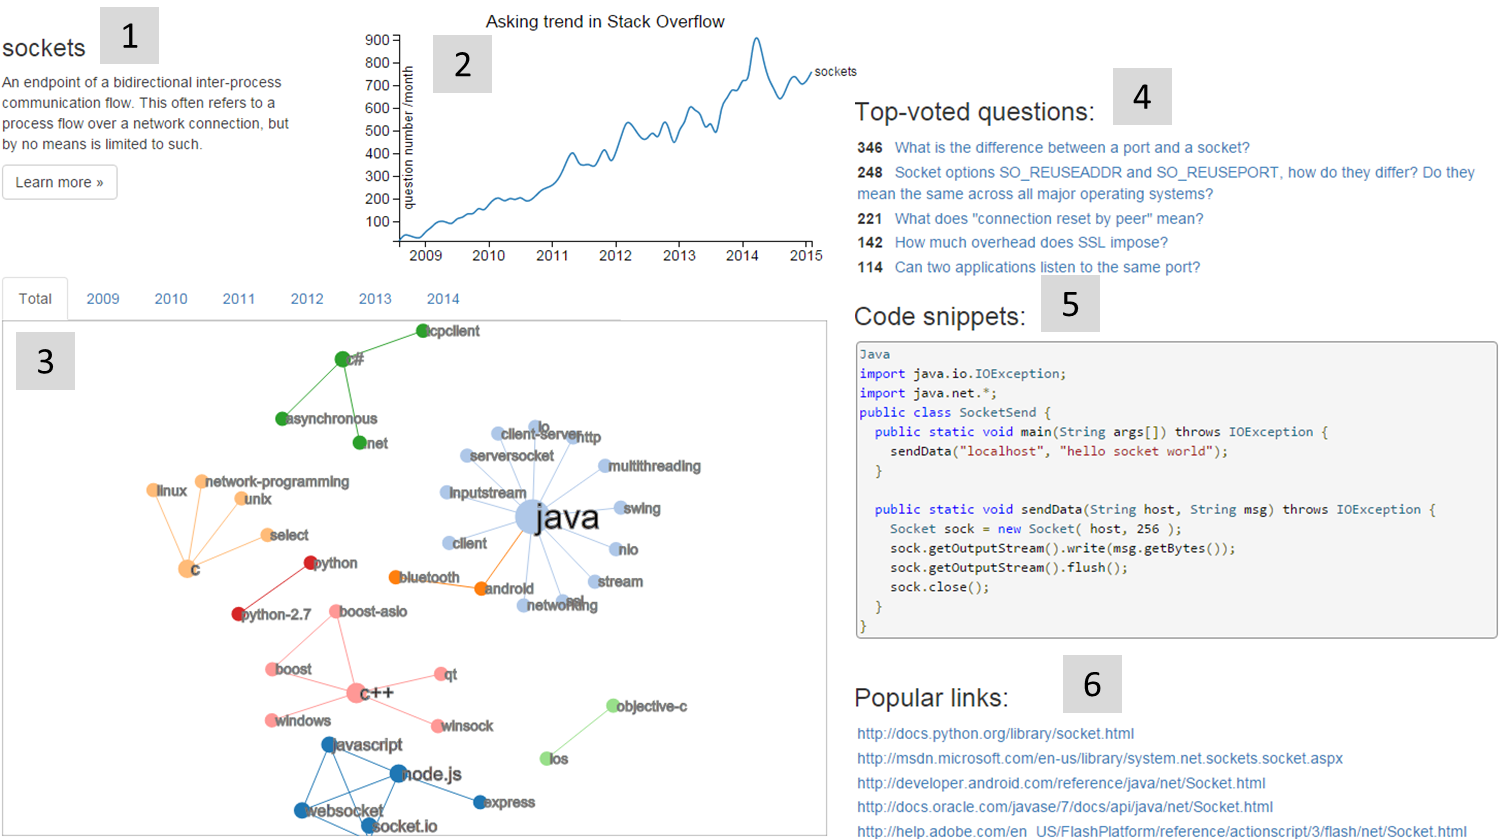 sockets
1
An endpoint of a bidirectional inter-process
communication flow. This often refers to a
process flow over a network connection, but
by no means is limited to such.
Learn more »
Asking trend in Stack Overflow
2
question number /month
900
800
700
600
500
400
300
200
100
2009
2010
2011
2012
2013
2014
2015
sockets
Total
2009
2010
2011
2012
2013
2014
3
tcpclient
c#
asynchronous
.net
io
client-server
http
serversocket
multithreading
inputstream
swing
java
client
nio
stream
bluetooth
android
ssl
networking
linux
network-programming
unix
select
c
python
python-2.7
boost-asio
boost
qt
c++
windows
winsock
objective-c
ios
javascript
node.js
express
websocket
socket.io
Top-voted questions:
4
346 What is the difference between a port and a socket?
248 Socket options SO_REUSEADDR and SO_REUSEPORT, how do they differ? Do they
mean the same across all major operating systems?
221 What does "connection reset by peer" mean?
142 How much overhead does SSL impose?
114 Can two applications listen to the same port?
Code snippets:
5
Java
import java.io.IOException;
import java.net.*;
public class SocketSend {
  public static void main(String args[]) throws IOException {
    sendData("localhost", "hello socket world");
  }
  public static void sendData(String host, String msg) throws IOException {
    Socket sock = new Socket( host, 256 );
    sock.getOutputStream().write(msg.getBytes());
    sock.getOutputStream().flush();
    sock.close();
  }
}
Popular links:
6
http://docs.python.org/library/socket.html
http://msdn.microsoft.com/en-us/library/system.net.sockets.socket.aspx
http://developer.android.com/reference/java/net/Socket.html
http://docs.oracle.com/javase/7/docs/api/java/net/Socket.html
http://help.adobe.com/en_US/FlashPlatform/reference/actionscript/3/flash/net/Socket.html